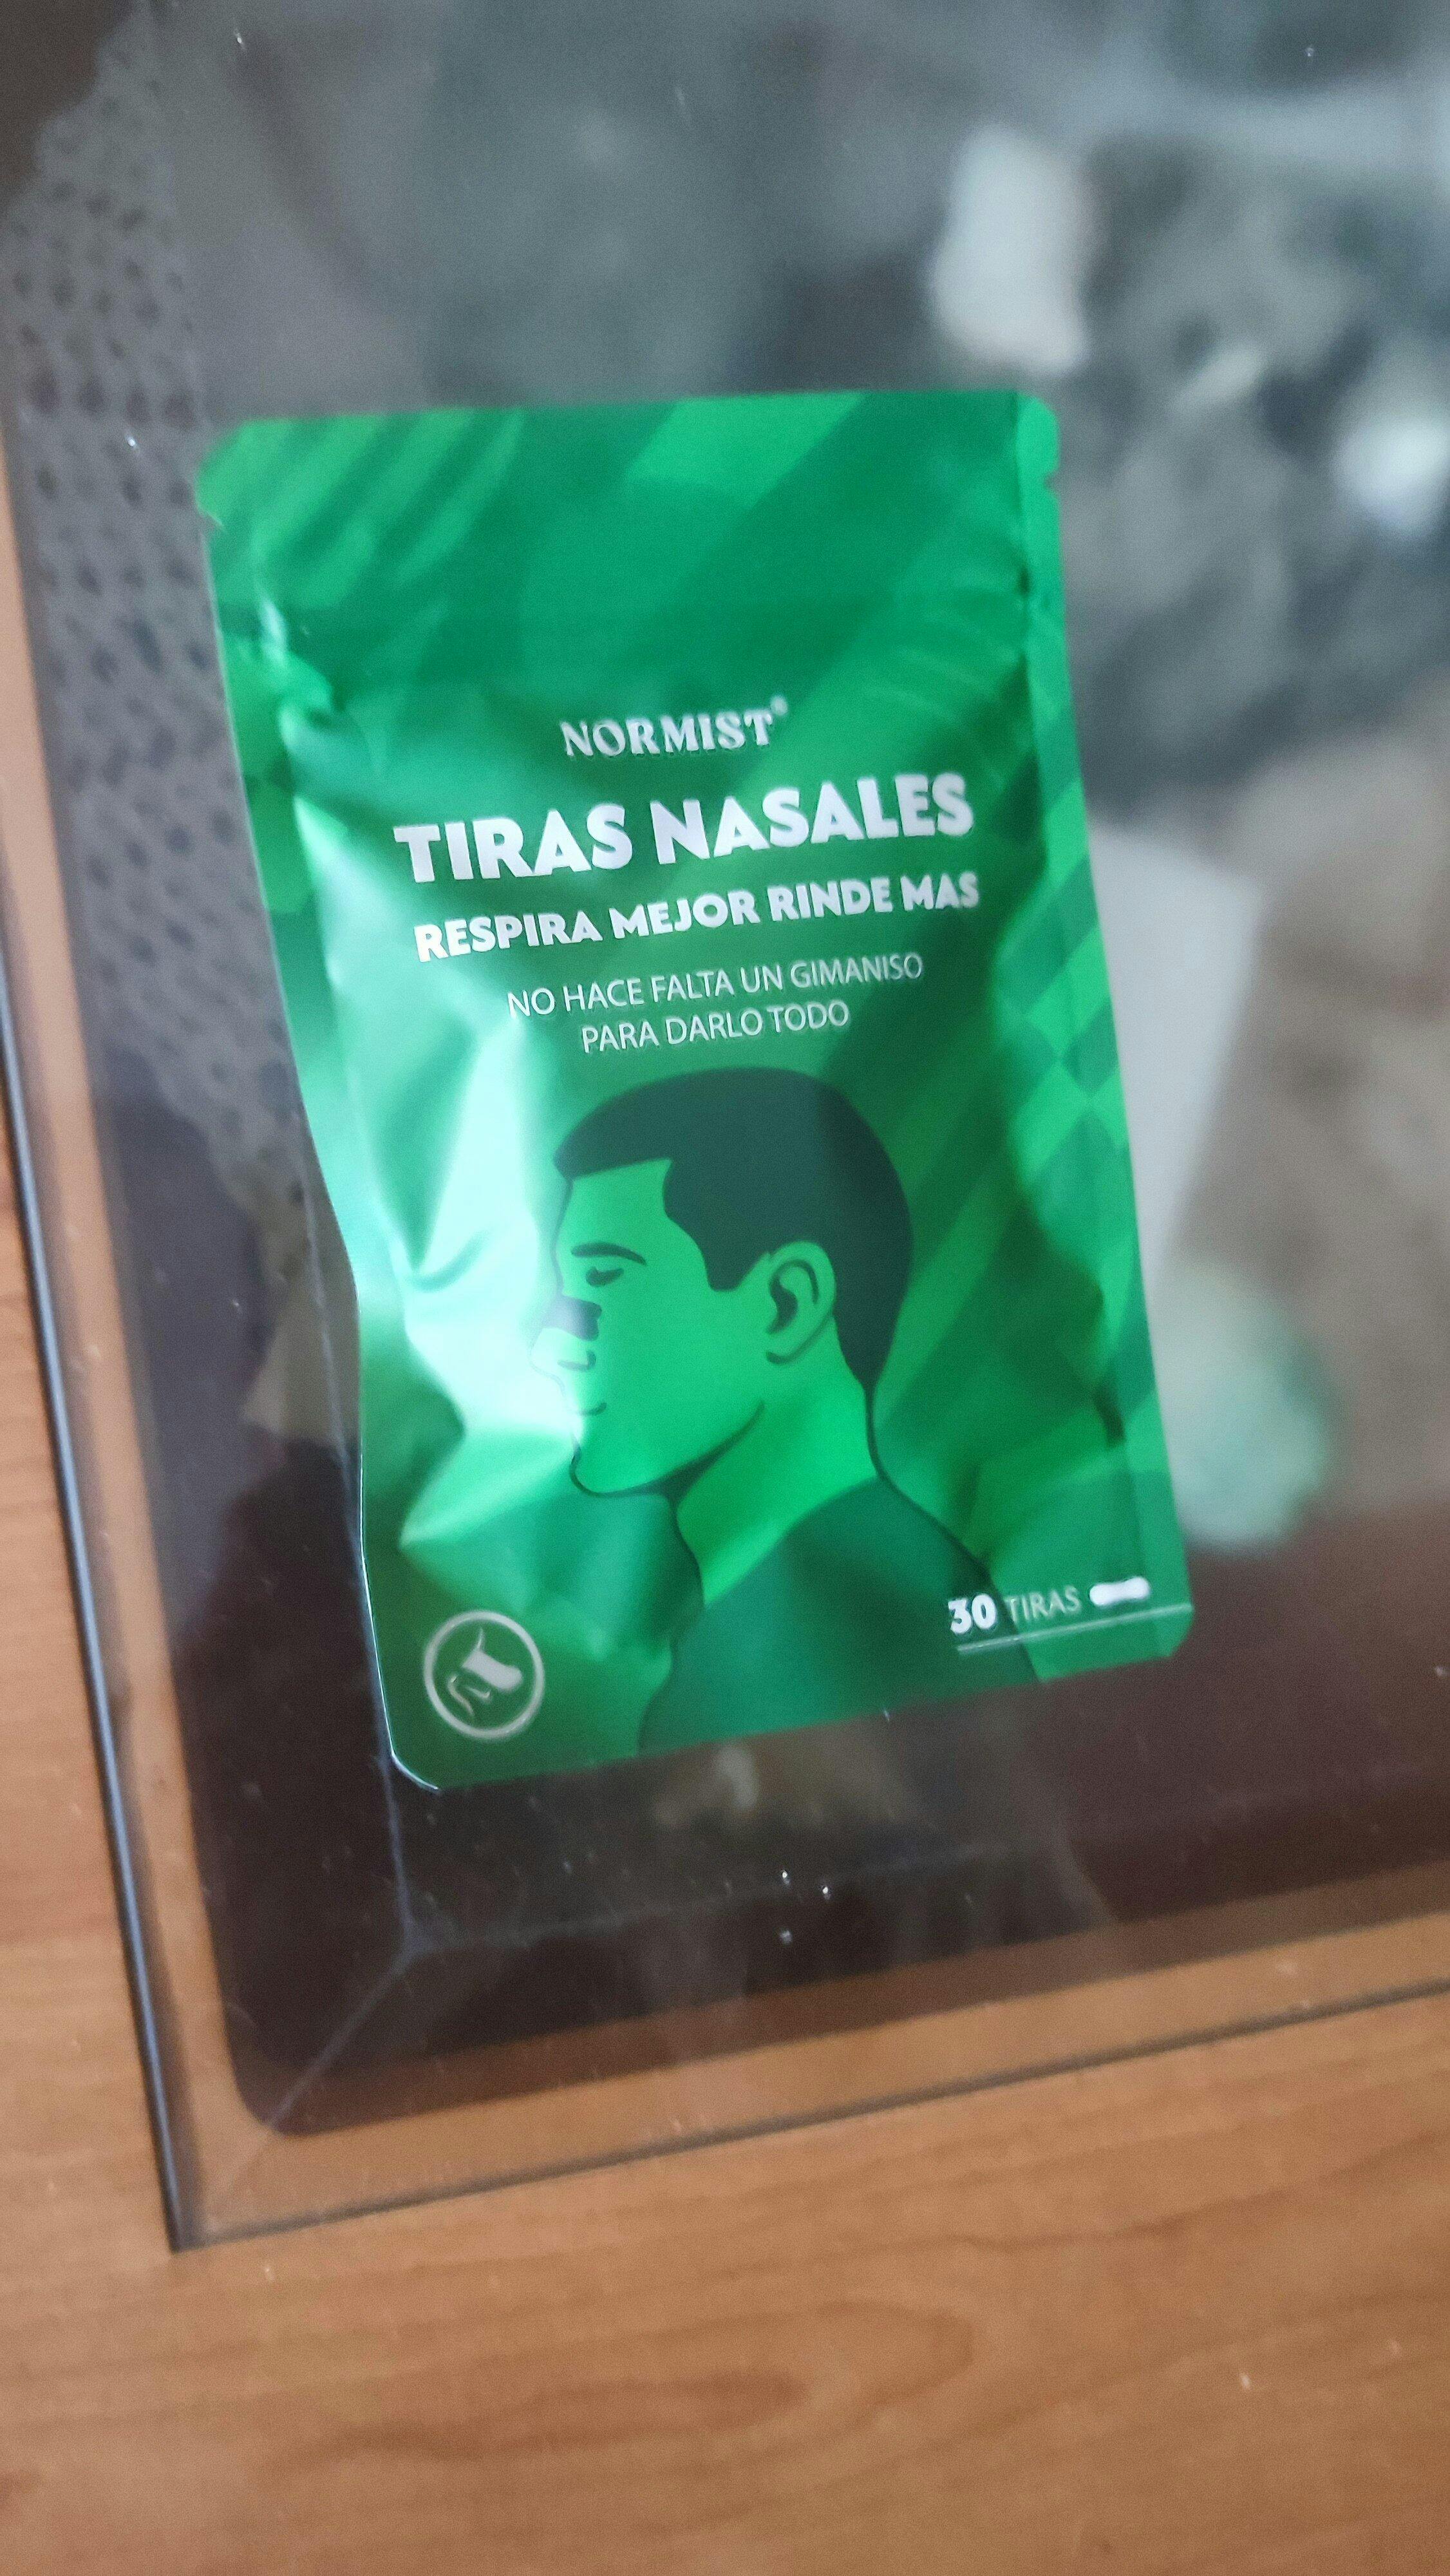 NORMIST®
TIRAS NASALES
RESPIRA MEJOR RINDE MAS
NO HACE FALTA UN GIMANISO
PARA DARLO TODO
30 TIRAS